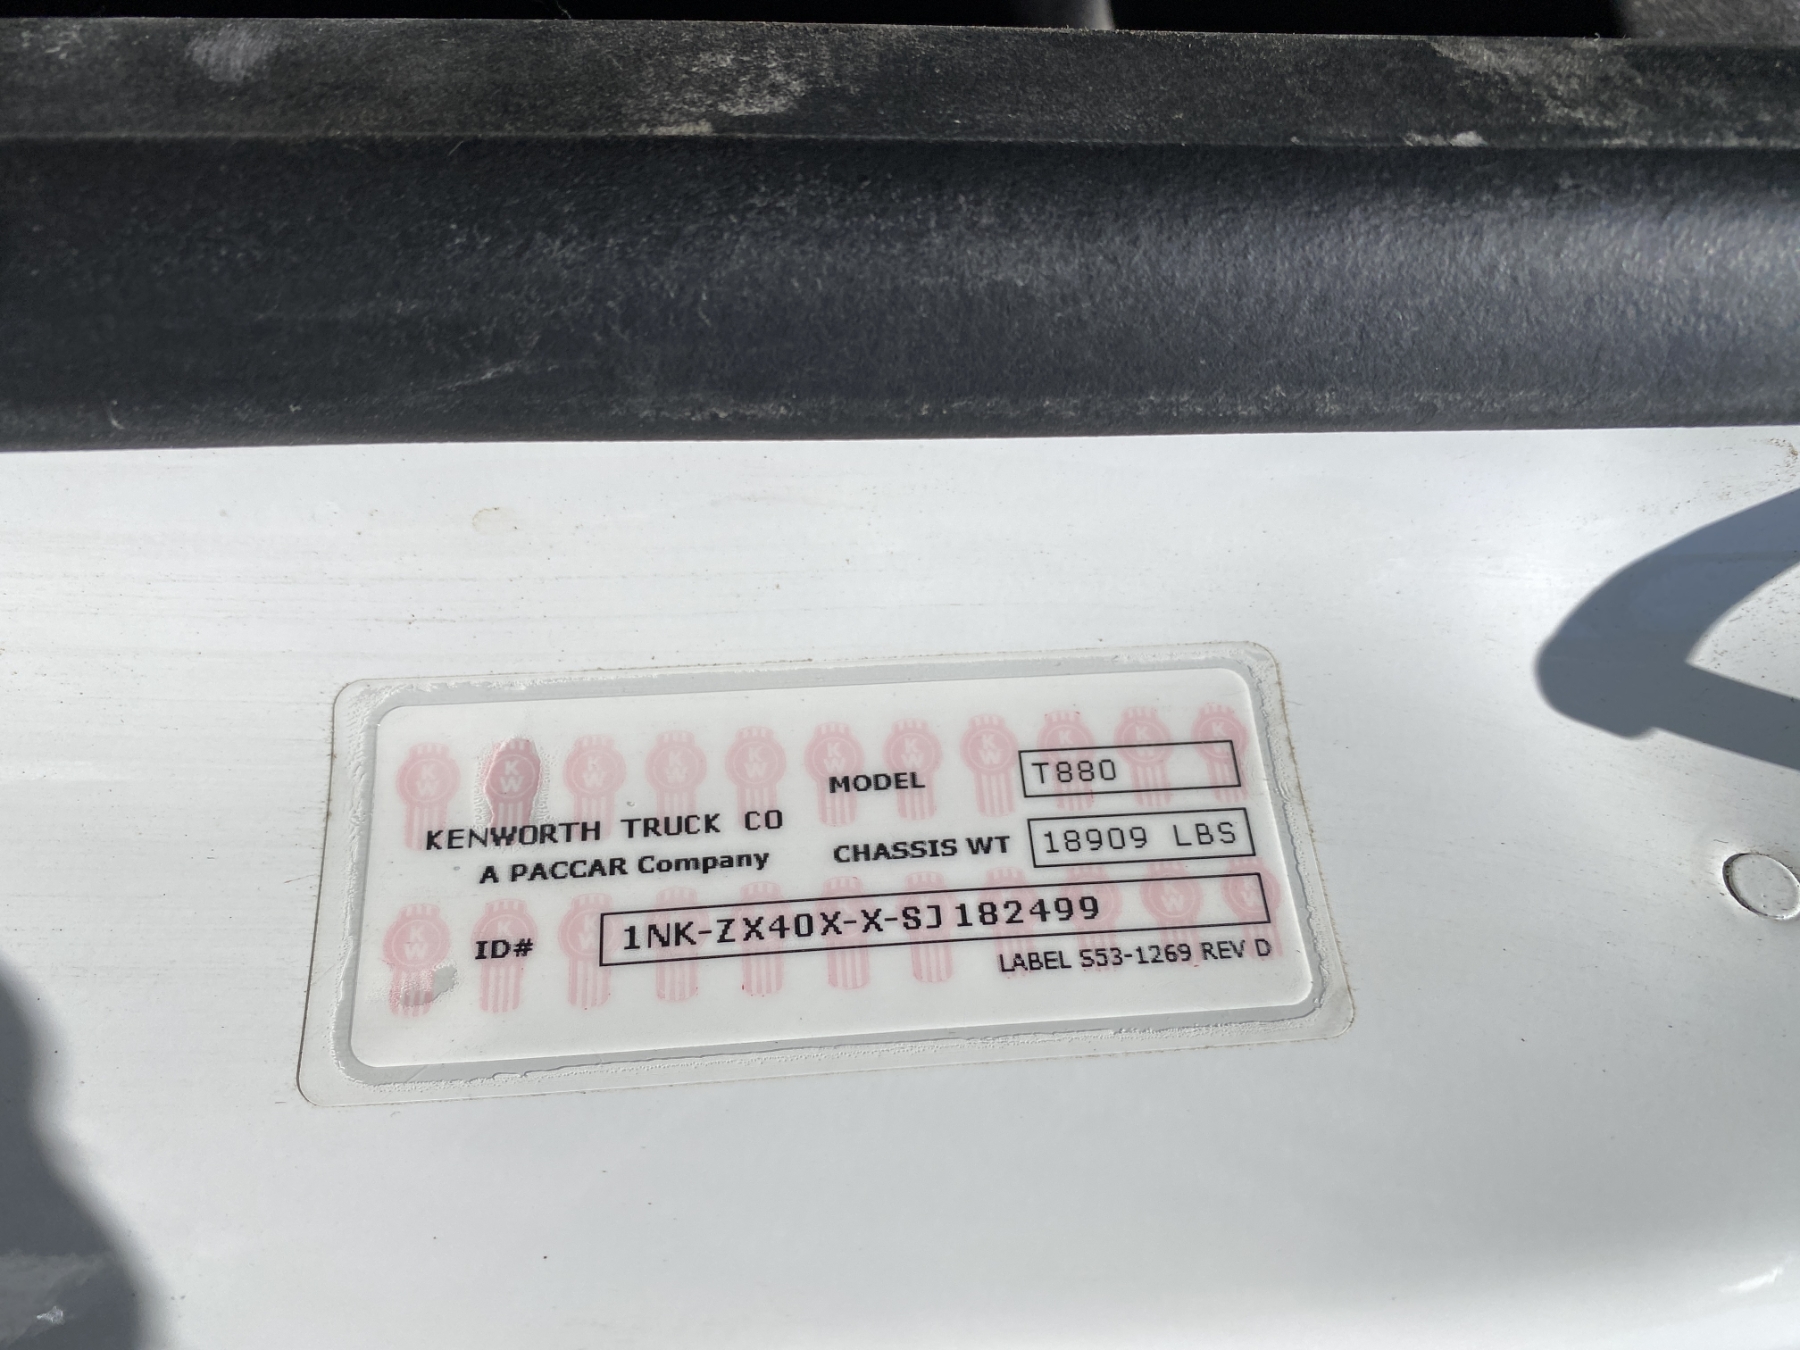 KENWORTH TRUCK CO
A PACCAR Company
MODEL T880
CHASSIS WT 18909 LBS
ID# 1NK-ZX40X-X-SJ182499
LABEL S53-1269 REV D